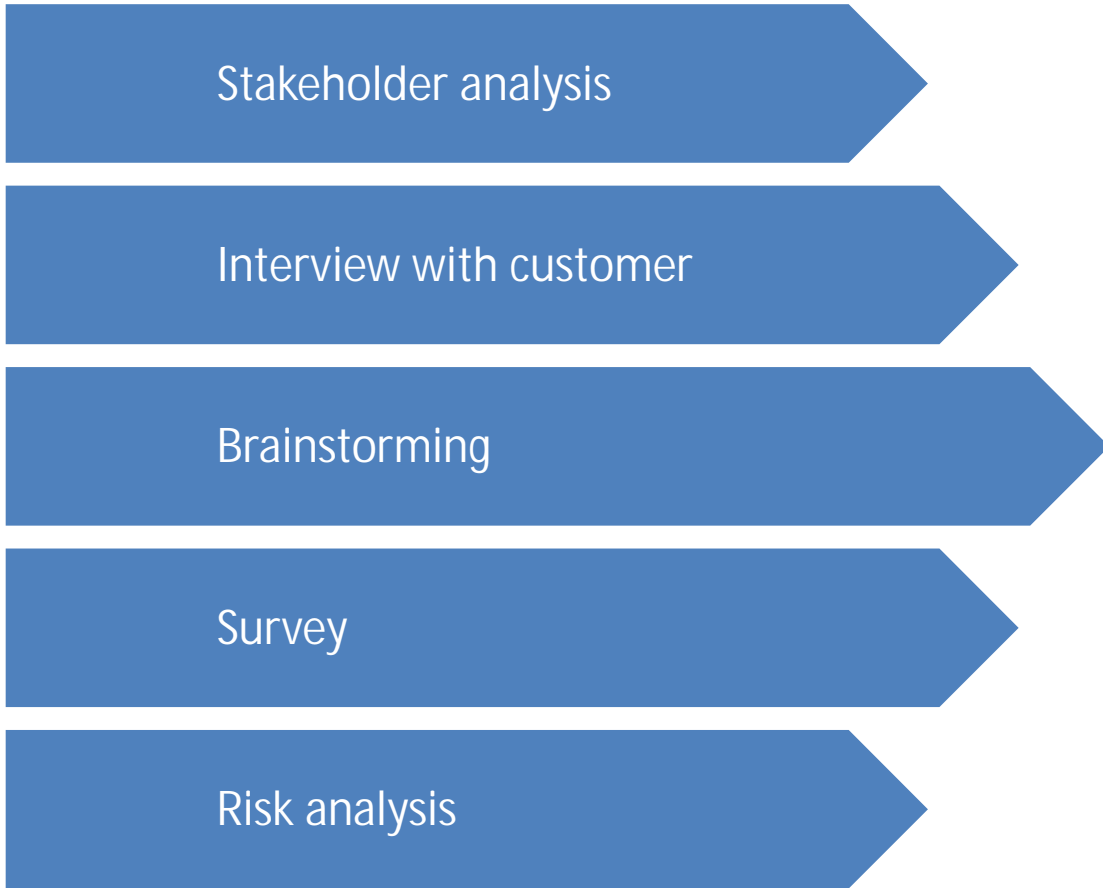 Stakeholder analysis
Interview with customer
Brainstorming
Survey
Risk analysis